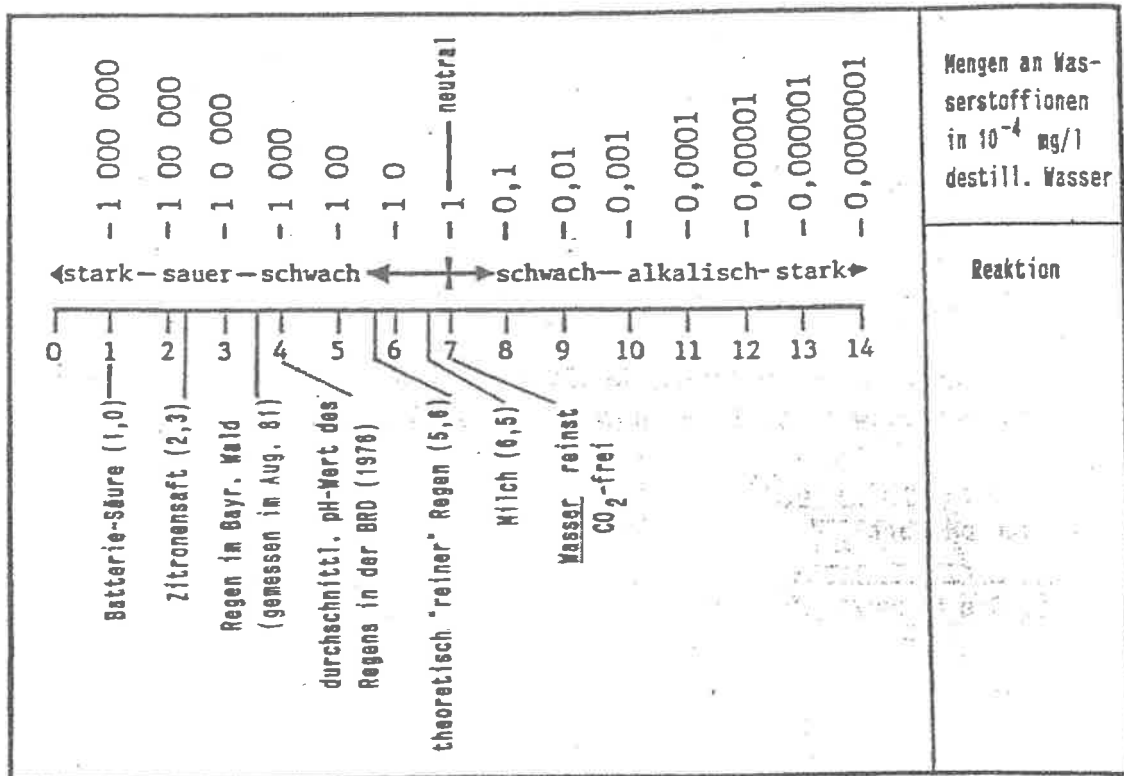 1 000 000
1 00 000
1 0 000
1 000
1 00
1 0
1 neutral
0,1
0,01
0,001
0,0001
0,00001
0,000001
0,0000001
Mengen an Was-
serstoffionen
in 10⁻⁴ mg/l
destill. Wasser
stark – sauer – schwach
schwach – alkalisch - stark
Reaktion
0 1 2 3 4 5 6 7 8 9 10 11 12 13 14
Batterie-Säure (1,0)
Zitronensaft (2,3)
Regen im Bayr. Wald
(gemessen im Aug. 81)
durchschnittl. pH-Wert des
Regens in der BRD (1976)
theoretisch "reiner" Regen (5,6)
Milch (6,5)
Wasser reinst
CO₂-frei